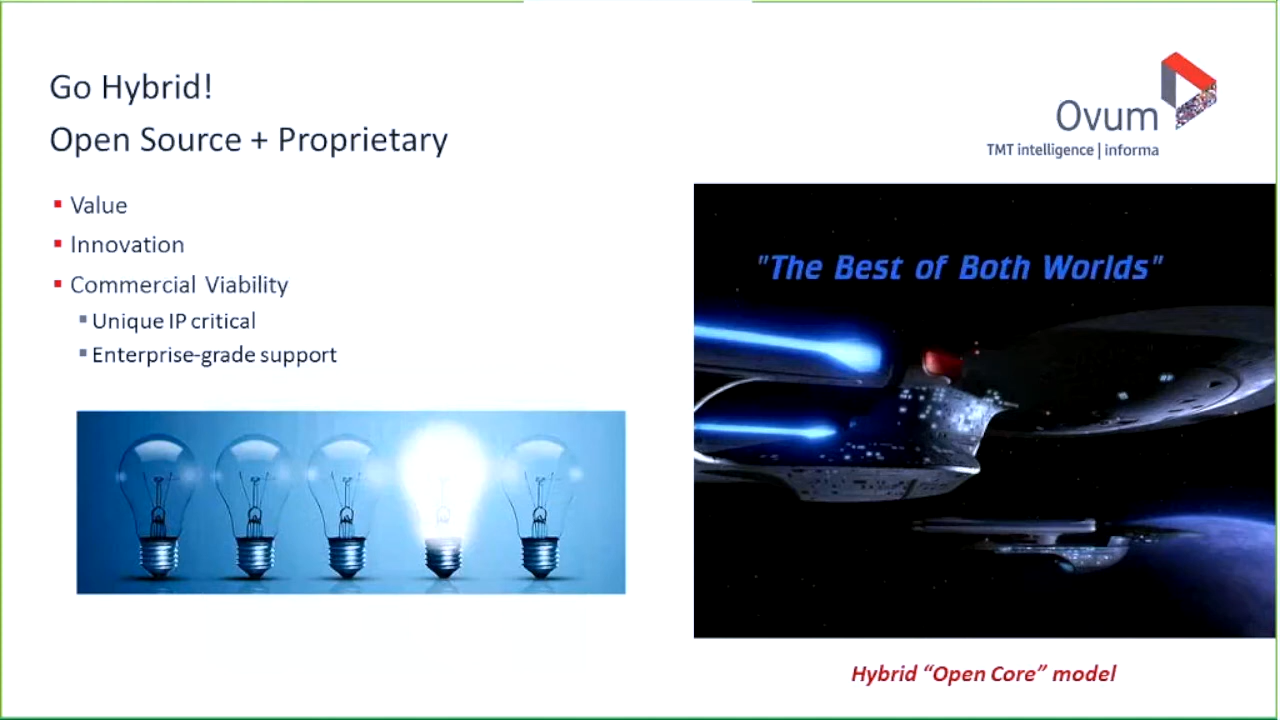 Go Hybrid!
Open Source + Proprietary
Ovum
TMT intelligence | informa
Value
Innovation
Commercial Viability
Unique IP critical
Enterprise-grade support
"The Best of Both Worlds"
Hybrid “Open Core” model